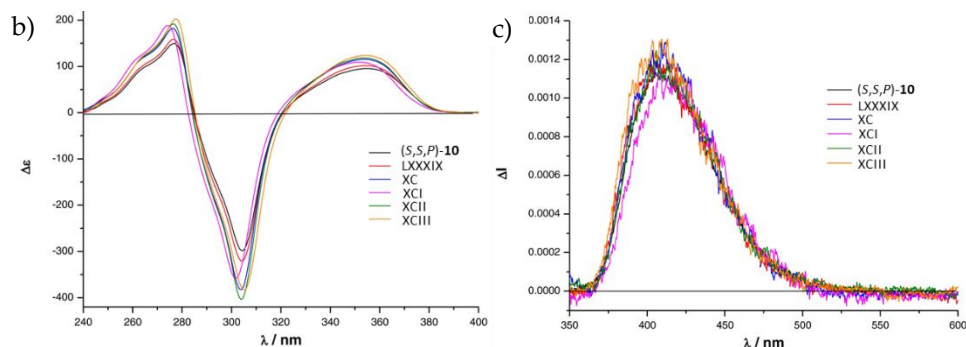 b)
200
100
0
-100
-200
-300
-400
Δε
240
260
280
300
320
340
360
380
400
λ / nm
(S,S,P)-10
LXXXIX
XC
XCI
XCII
XCIII
c)
0.0014
0.0012
0.0010
0.0008
0.0006
0.0004
0.0002
0.0000
ΔI
350
400
450
500
550
600
λ / nm
(S,S,P)-10
LXXXIX
XC
XCI
XCII
XCIII